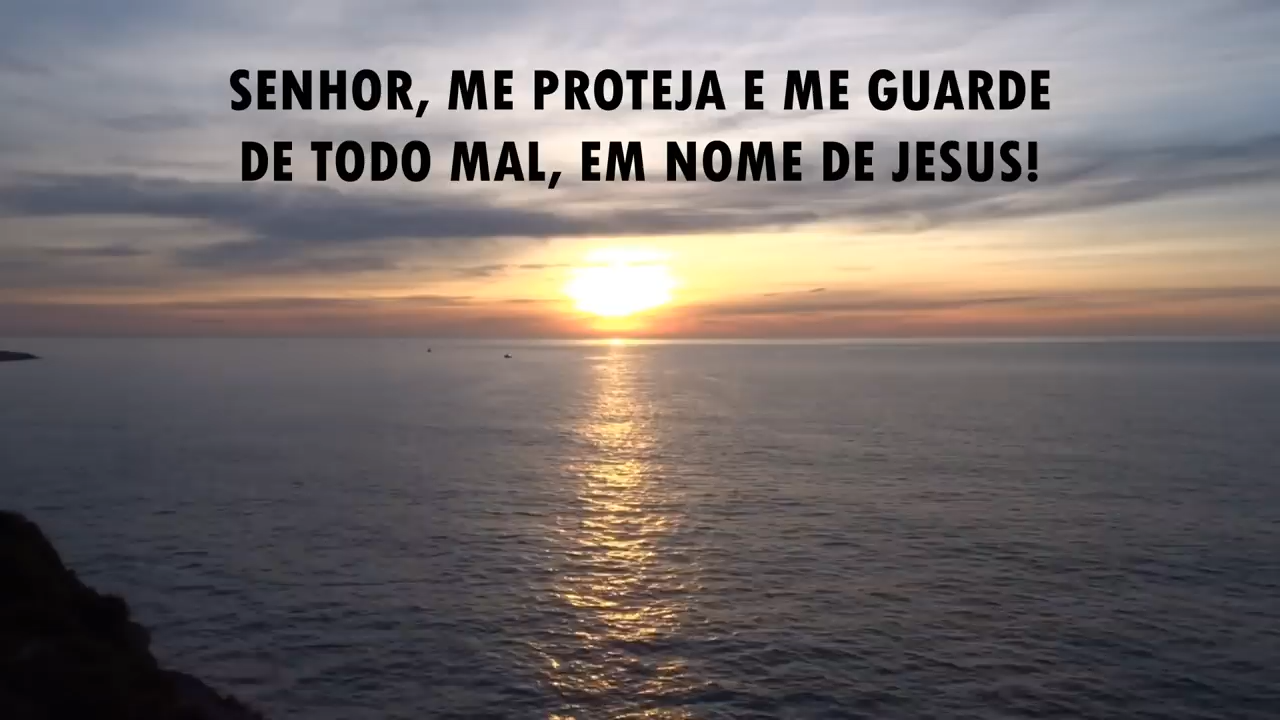 SENHOR, ME PROTEJA E ME GUARDE
DE TODO MAL, EM NOME DE JESUS!